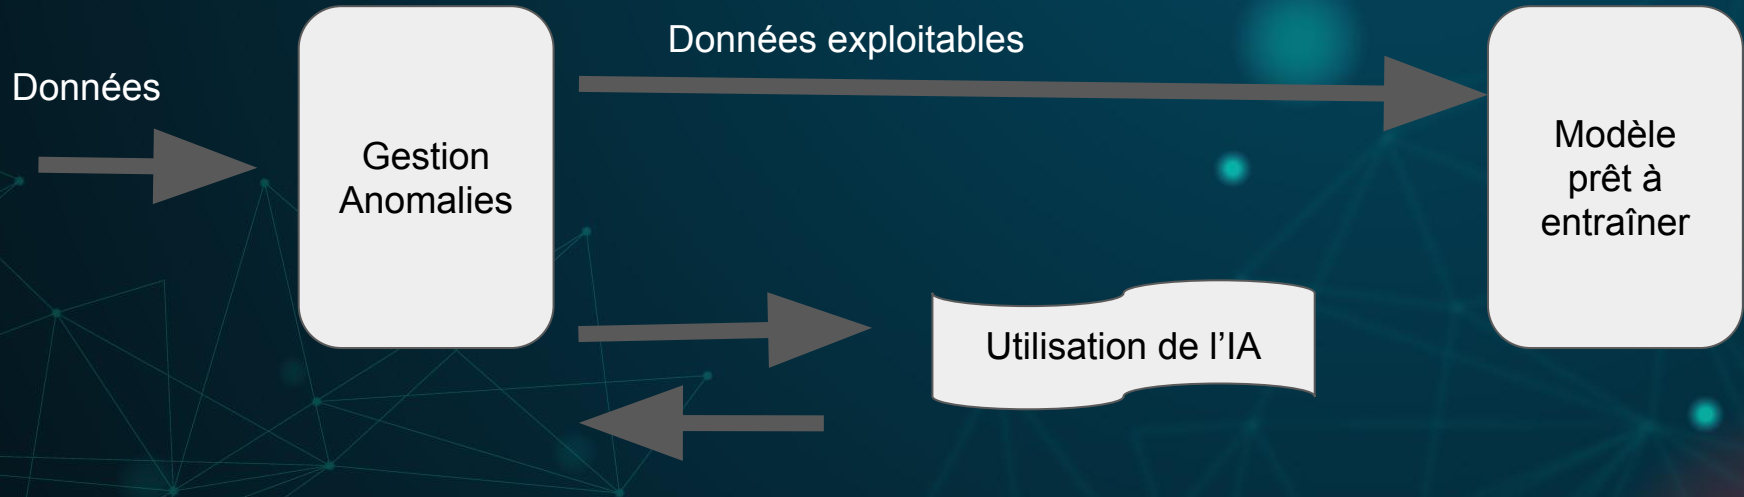 Données
Gestion
Anomalies
Données exploitables
Modèle
prêt à
entraîner
Utilisation de l’IA